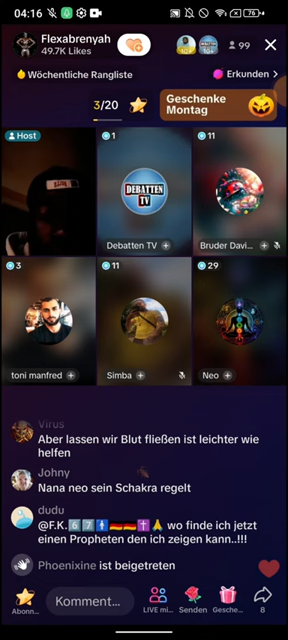 04:16
76
Flexabrenyah
49.7K Likes
99
Wöchentliche Rangliste
Erkunden >
3/20
Geschenke
Montag
Host
1
11
DEBATTEN
TV
Debatten TV +
Bruder Davi... +
3
11
29
toni manfred +
Simba +
Neo +
Virus
Aber lassen wir Blut fließen ist leichter wie
helfen
Johny
Nana neo sein Schakra regelt
dudu
@F.K.6️⃣7️⃣🚹🇩🇪🇩🇪✝️🙏 wo finde ich jetzt
einen Propheten den ich zeigen kann..!!!
Phoenixine ist beigetreten
Abonn...
Komment...
LIVE mi...
Senden
Gesche...
8